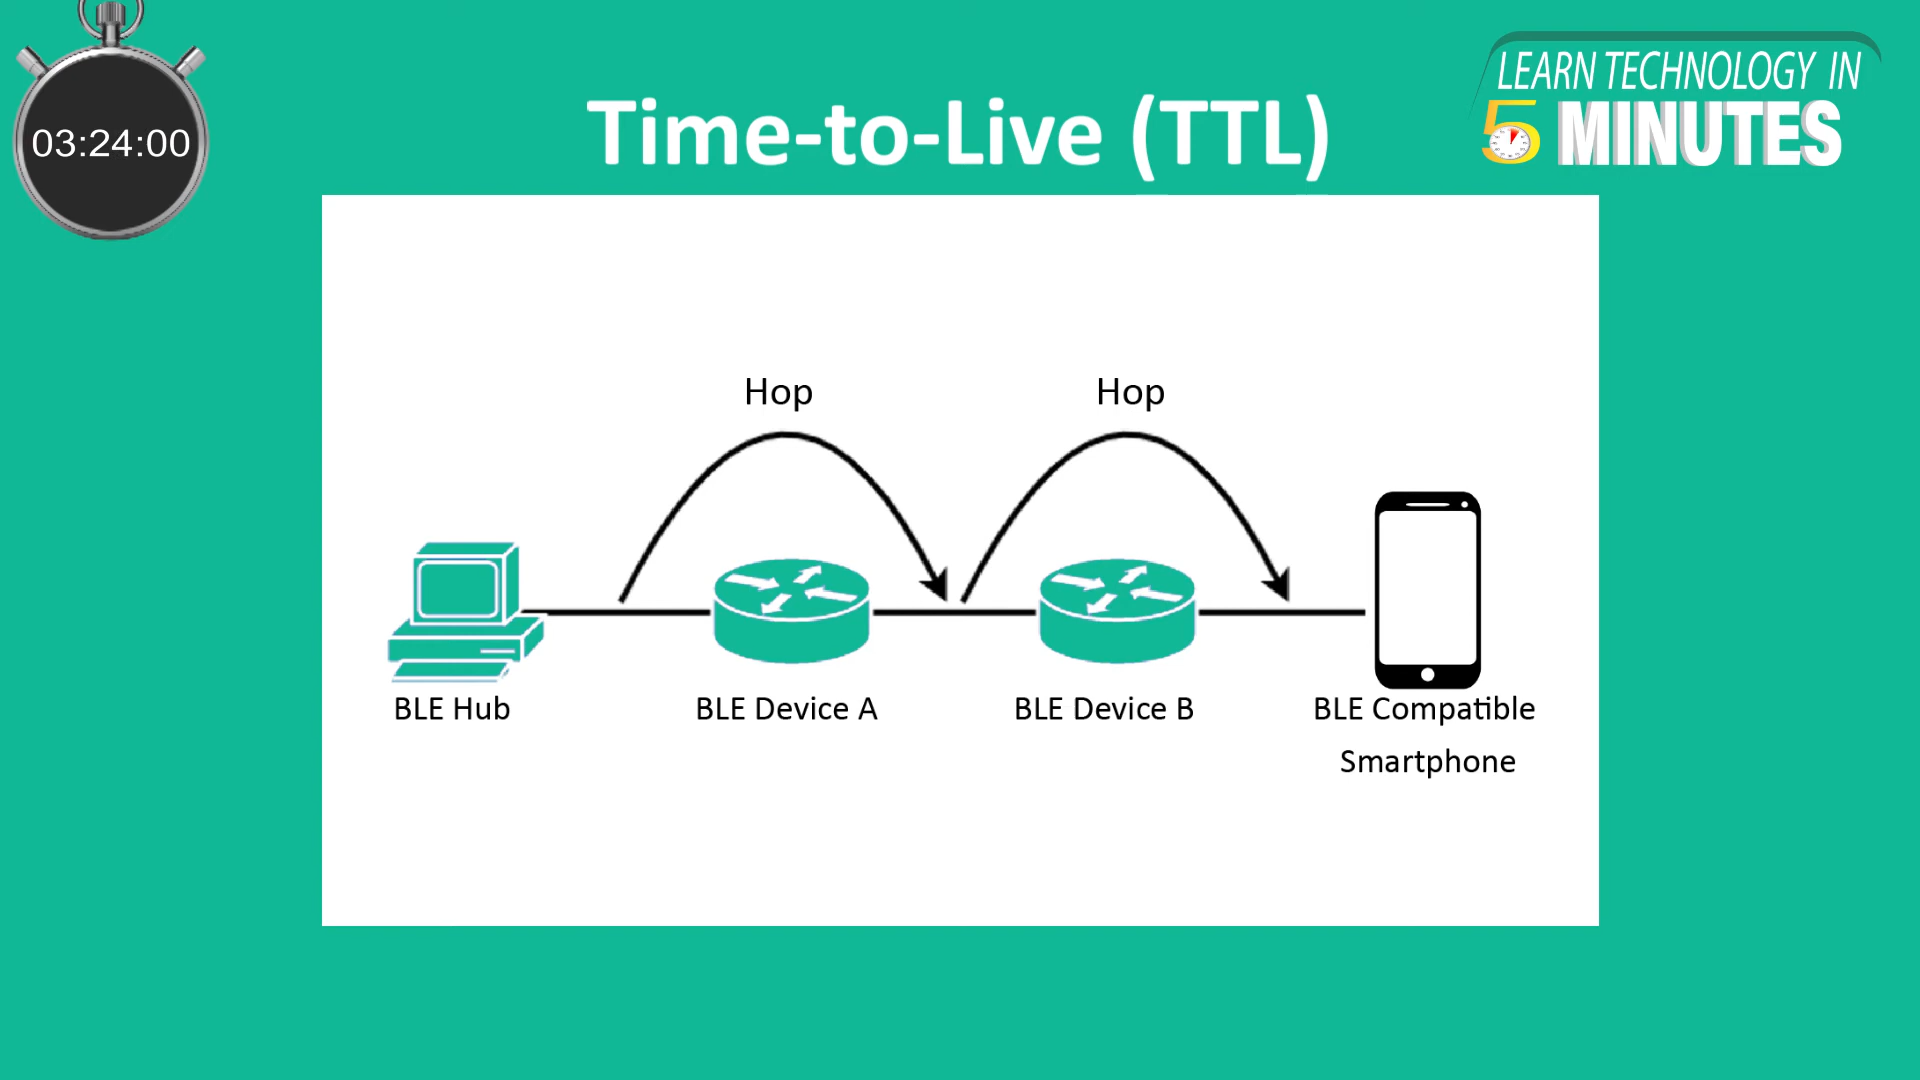 03:24:00
Time-to-Live (TTL)
LEARN TECHNOLOGY IN
5 MINUTES
Hop
Hop
BLE Hub
BLE Device A
BLE Device B
BLE Compatible
Smartphone